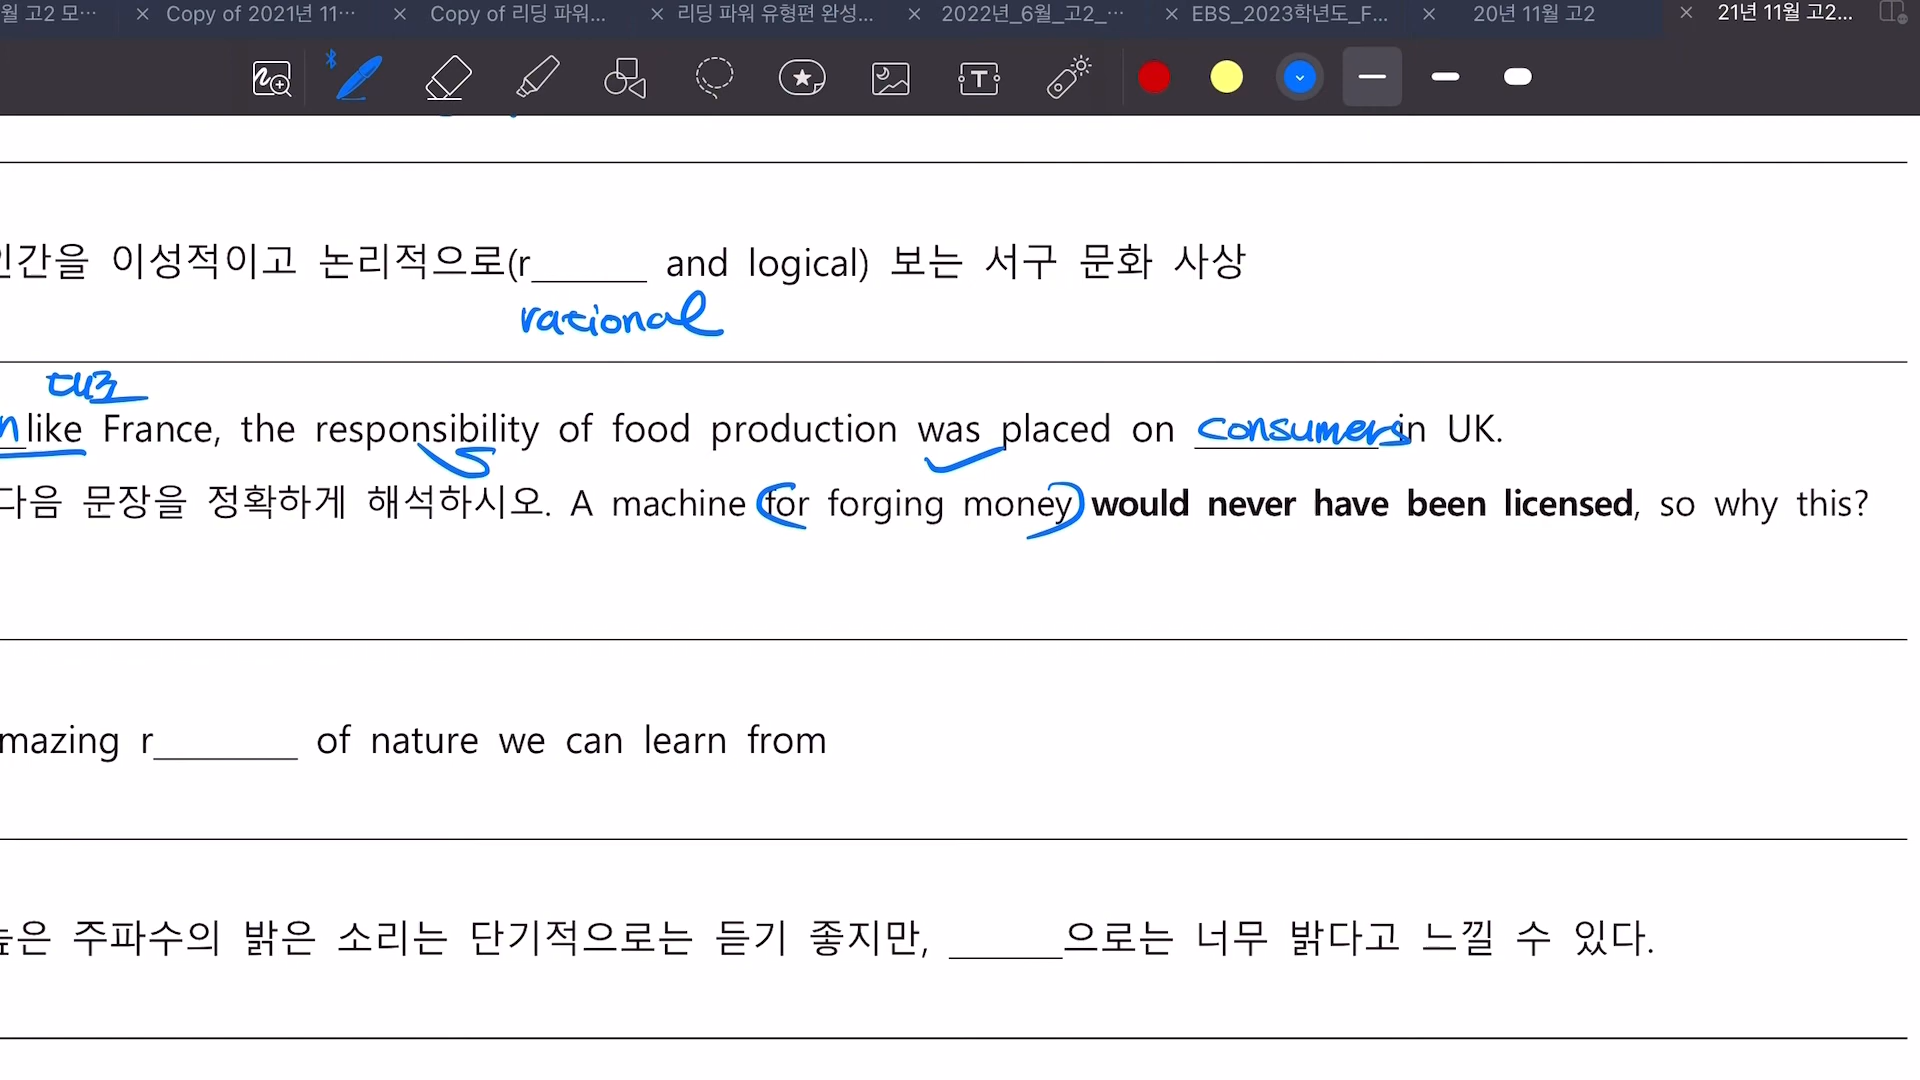 월 고2 모… × Copy of 2021년 11… × Copy of 리딩 파워... × 리딩 파워 유형편 완성... × 2022년_6월_고2_… × EBS_2023학년도_F... × 20년 11월 고2 × 21년 11월 고2...
인간을 이성적이고 논리적으로(r______ and logical) 보는 서구 문화 사상
rational
대조
nlike France, the responsibility of food production was placed on consumers in UK.
다음 문장을 정확하게 해석하시오. A machine for forging money would never have been licensed, so why this?
mazing r________ of nature we can learn from
높은 주파수의 밝은 소리는 단기적으로는 듣기 좋지만, ______으로는 너무 밝다고 느낄 수 있다.